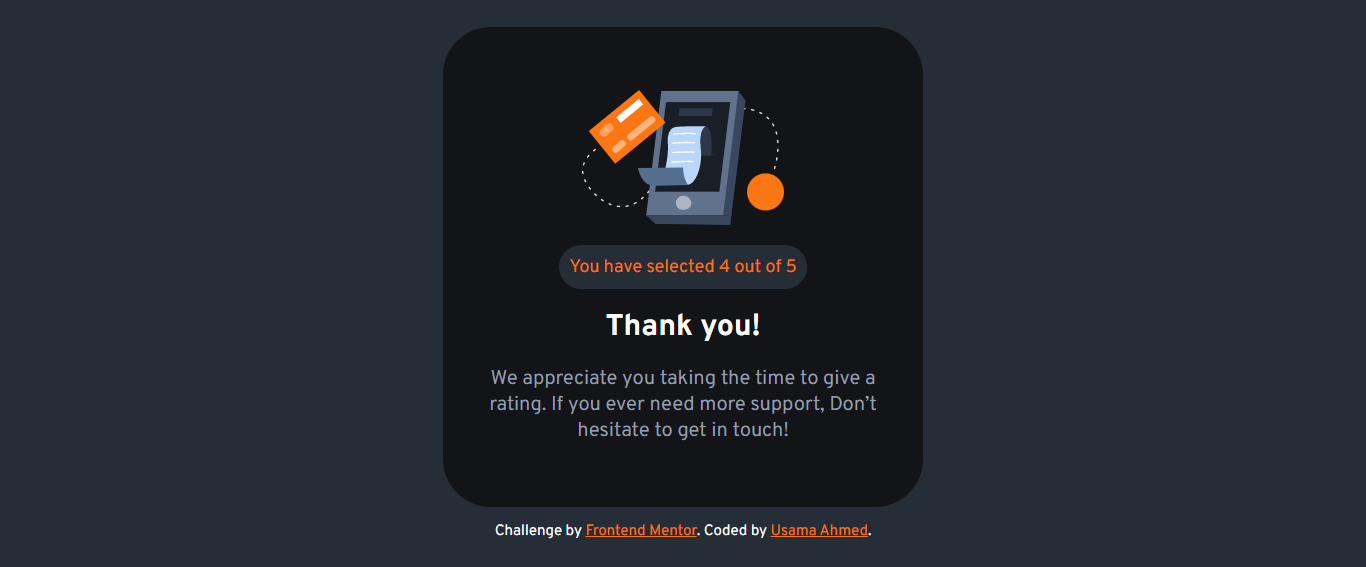 You have selected 4 out of 5
Thank you!
We appreciate you taking the time to give a
rating. If you ever need more support, Don’t
hesitate to get in touch!
Challenge by Frontend Mentor. Coded by Usama Ahmed.